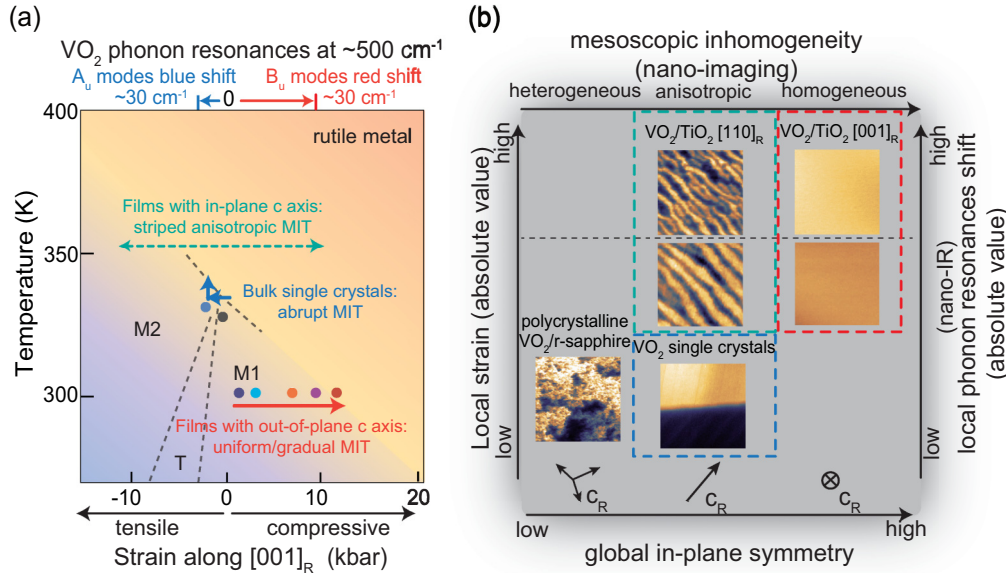 (a)
VO2 phonon resonances at ~500 cm-1
Au modes blue shift
~30 cm-1
0
Bu modes red shift
~30 cm-1
400
350
300
Temperature (K)
rutile metal
Films with in-plane c axis:
striped anisotropic MIT
Bulk single crystals:
abrupt MIT
M2
M1
Films with out-of-plane c axis:
uniform/gradual MIT
T
-10
0
10
20
tensile
compressive
Strain along [001]R (kbar)
(b)
mesoscopic inhomogeneity
(nano-imaging)
heterogeneous
anisotropic
homogeneous
high
Local strain (absolute value)
low
VO2/TiO2 [110]R
VO2/TiO2 [001]R
polycrystalline
VO2/r-sapphire
VO2 single crystals
cR
cR
cR
high
(nano-IR)
local phonon resonances shift
(absolute value)
low
low
high
global in-plane symmetry